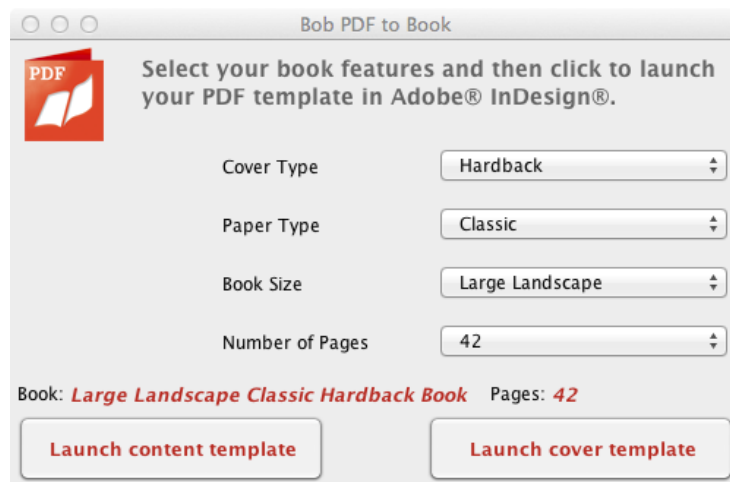 Bob PDF to Book
PDF
Select your book features and then click to launch
your PDF template in Adobe® InDesign®.
Cover Type Hardback
Paper Type Classic
Book Size Large Landscape
Number of Pages 42
Book: Large Landscape Classic Hardback Book Pages: 42
Launch content template Launch cover template